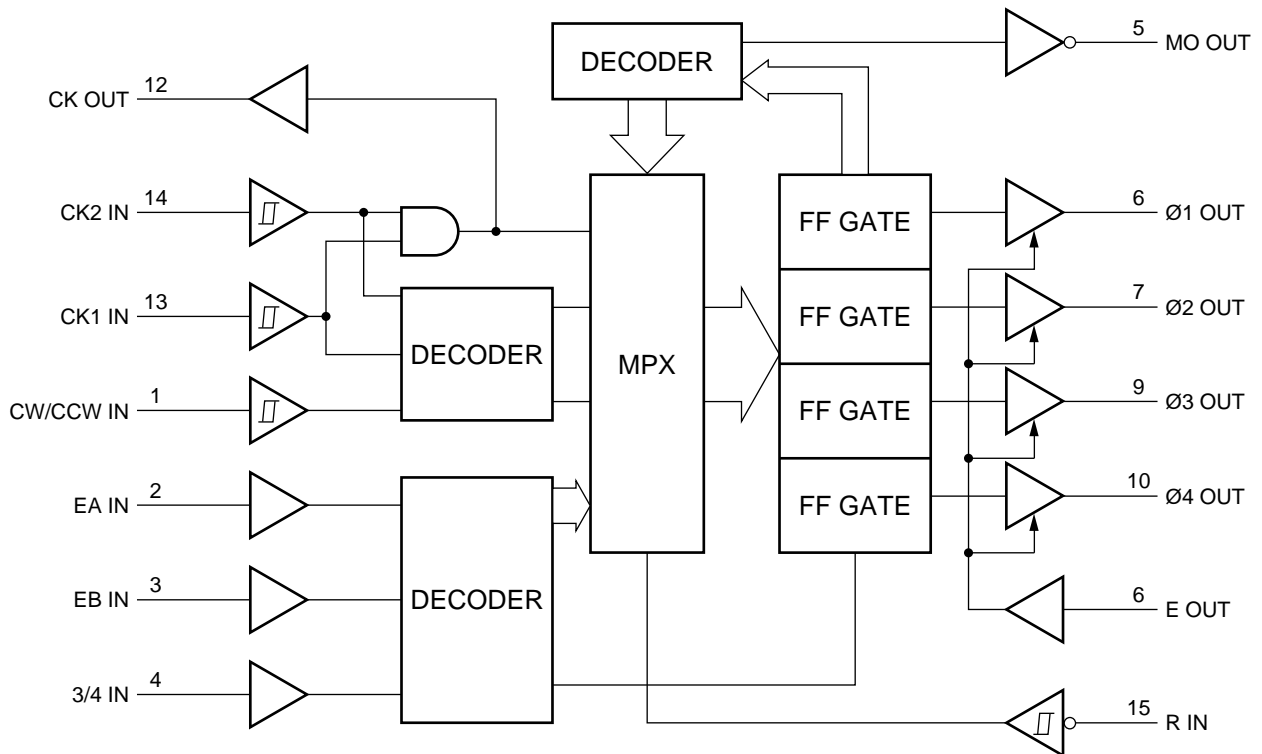 DECODER
5 MO OUT
CK OUT 12
CK2 IN 14
CK1 IN 13
CW/CCW IN 1
EA IN 2
EB IN 3
3/4 IN 4
DECODER
DECODER
MPX
FF GATE
FF GATE
FF GATE
FF GATE
6 Ø1 OUT
7 Ø2 OUT
9 Ø3 OUT
10 Ø4 OUT
6 E OUT
15 R IN